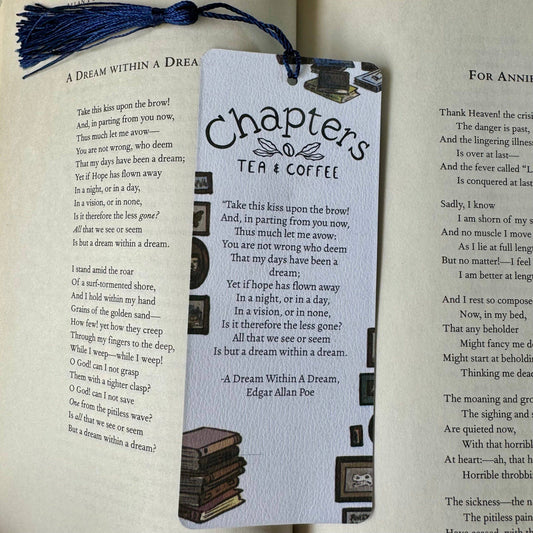 A DREAM WITHIN A DREA
Take this kiss upon the brow!
And, in parting from you now,
Thus much let me avow—
You are not wrong, who deem
That my days have been a dream;
Yet if Hope has flown away
In a night, or in a day,
In a vision, or in none,
Is it therefore the less gone?
All that we see or seem
Is but a dream within a dream.
I stand amid the roar
Of a surf-tormented shore,
And I hold within my hand
Grains of the golden sand—
How few! yet how they creep
Through my fingers to the deep,
While I weep—while I weep!
O God! can I not grasp
Them with a tighter clasp?
O God! can I not save
One from the pitiless wave?
Is all that we see or seem
But a dream within a dream?
Chapters
TEA & COFFEE
"Take this kiss upon the brow!
And, in parting from you now,
Thus much let me avow;
You are not wrong who deem
That my days have been a
dream;
Yet if hope has flown away
In a night, or in a day,
In a vision, or in none,
Is it therefore the less gone?
All that we see or seem
Is but a dream within a dream.
-A Dream Within A Dream,
Edgar Allan Poe
FOR ANNIE
Thank Heaven! the crisi
The danger is past,
And the lingering illness
Is over at last—
And the fever called "L
Is conquered at last
Sadly, I know
I am shorn of my s
And no muscle I move
As I lie at full leng
But no matter!—I feel
I am better at lengt
And I rest so compose
Now, in my bed,
That any beholder
Might fancy me de
Might start at beholdin
Thinking me dea
The moaning and gro
The sighing and s
Are quieted now,
With that horrib
At heart:—ah, that h
Horrible throbbi
The sickness—the n
The pitiless pain